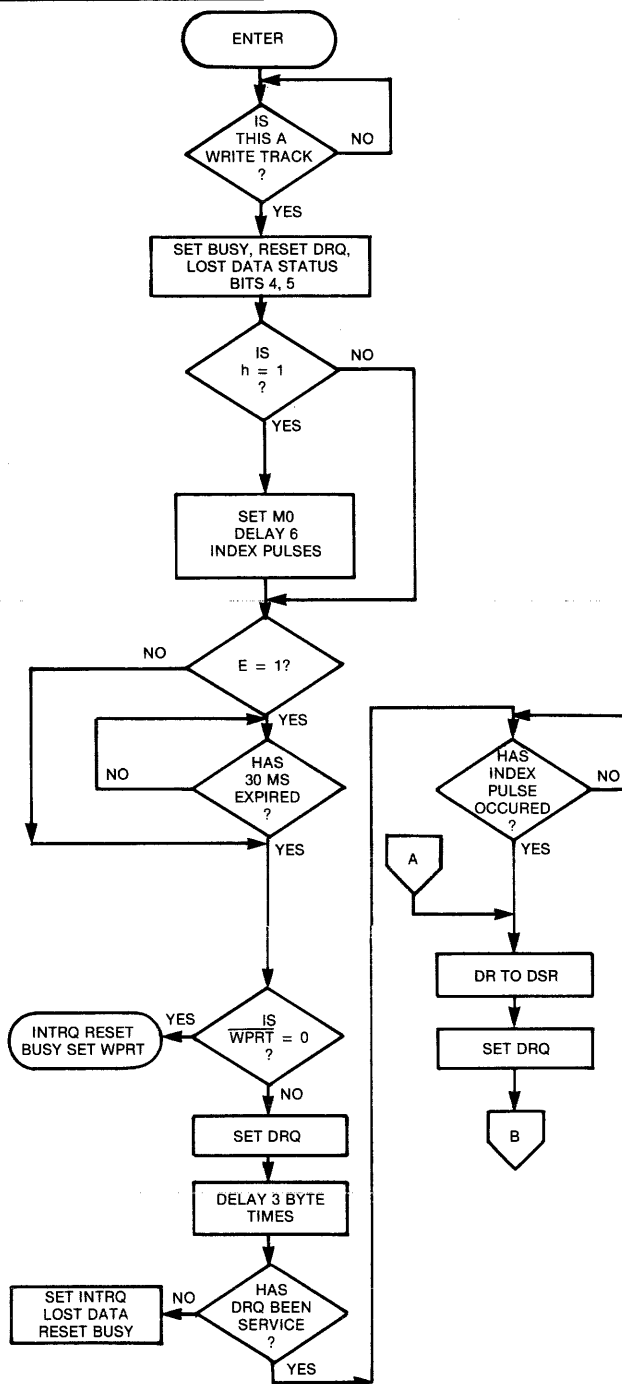 ENTER
IS
THIS A
WRITE TRACK
?
NO
YES
SET BUSY, RESET DRQ,
LOST DATA STATUS
BITS 4, 5
IS
h = 1
?
NO
YES
SET M0
DELAY 6
INDEX PULSES
NO
E = 1?
YES
HAS
30 MS
EXPIRED
?
NO
YES
IS
WPRT = 0
?
YES
INTRQ RESET
BUSY SET WPRT
NO
SET DRQ
DELAY 3 BYTE
TIMES
HAS
DRQ BEEN
SERVICE
?
NO
SET INTRQ
LOST DATA
RESET BUSY
YES
HAS
INDEX
PULSE
OCCURED
?
NO
YES
A
DR TO DSR
SET DRQ
B